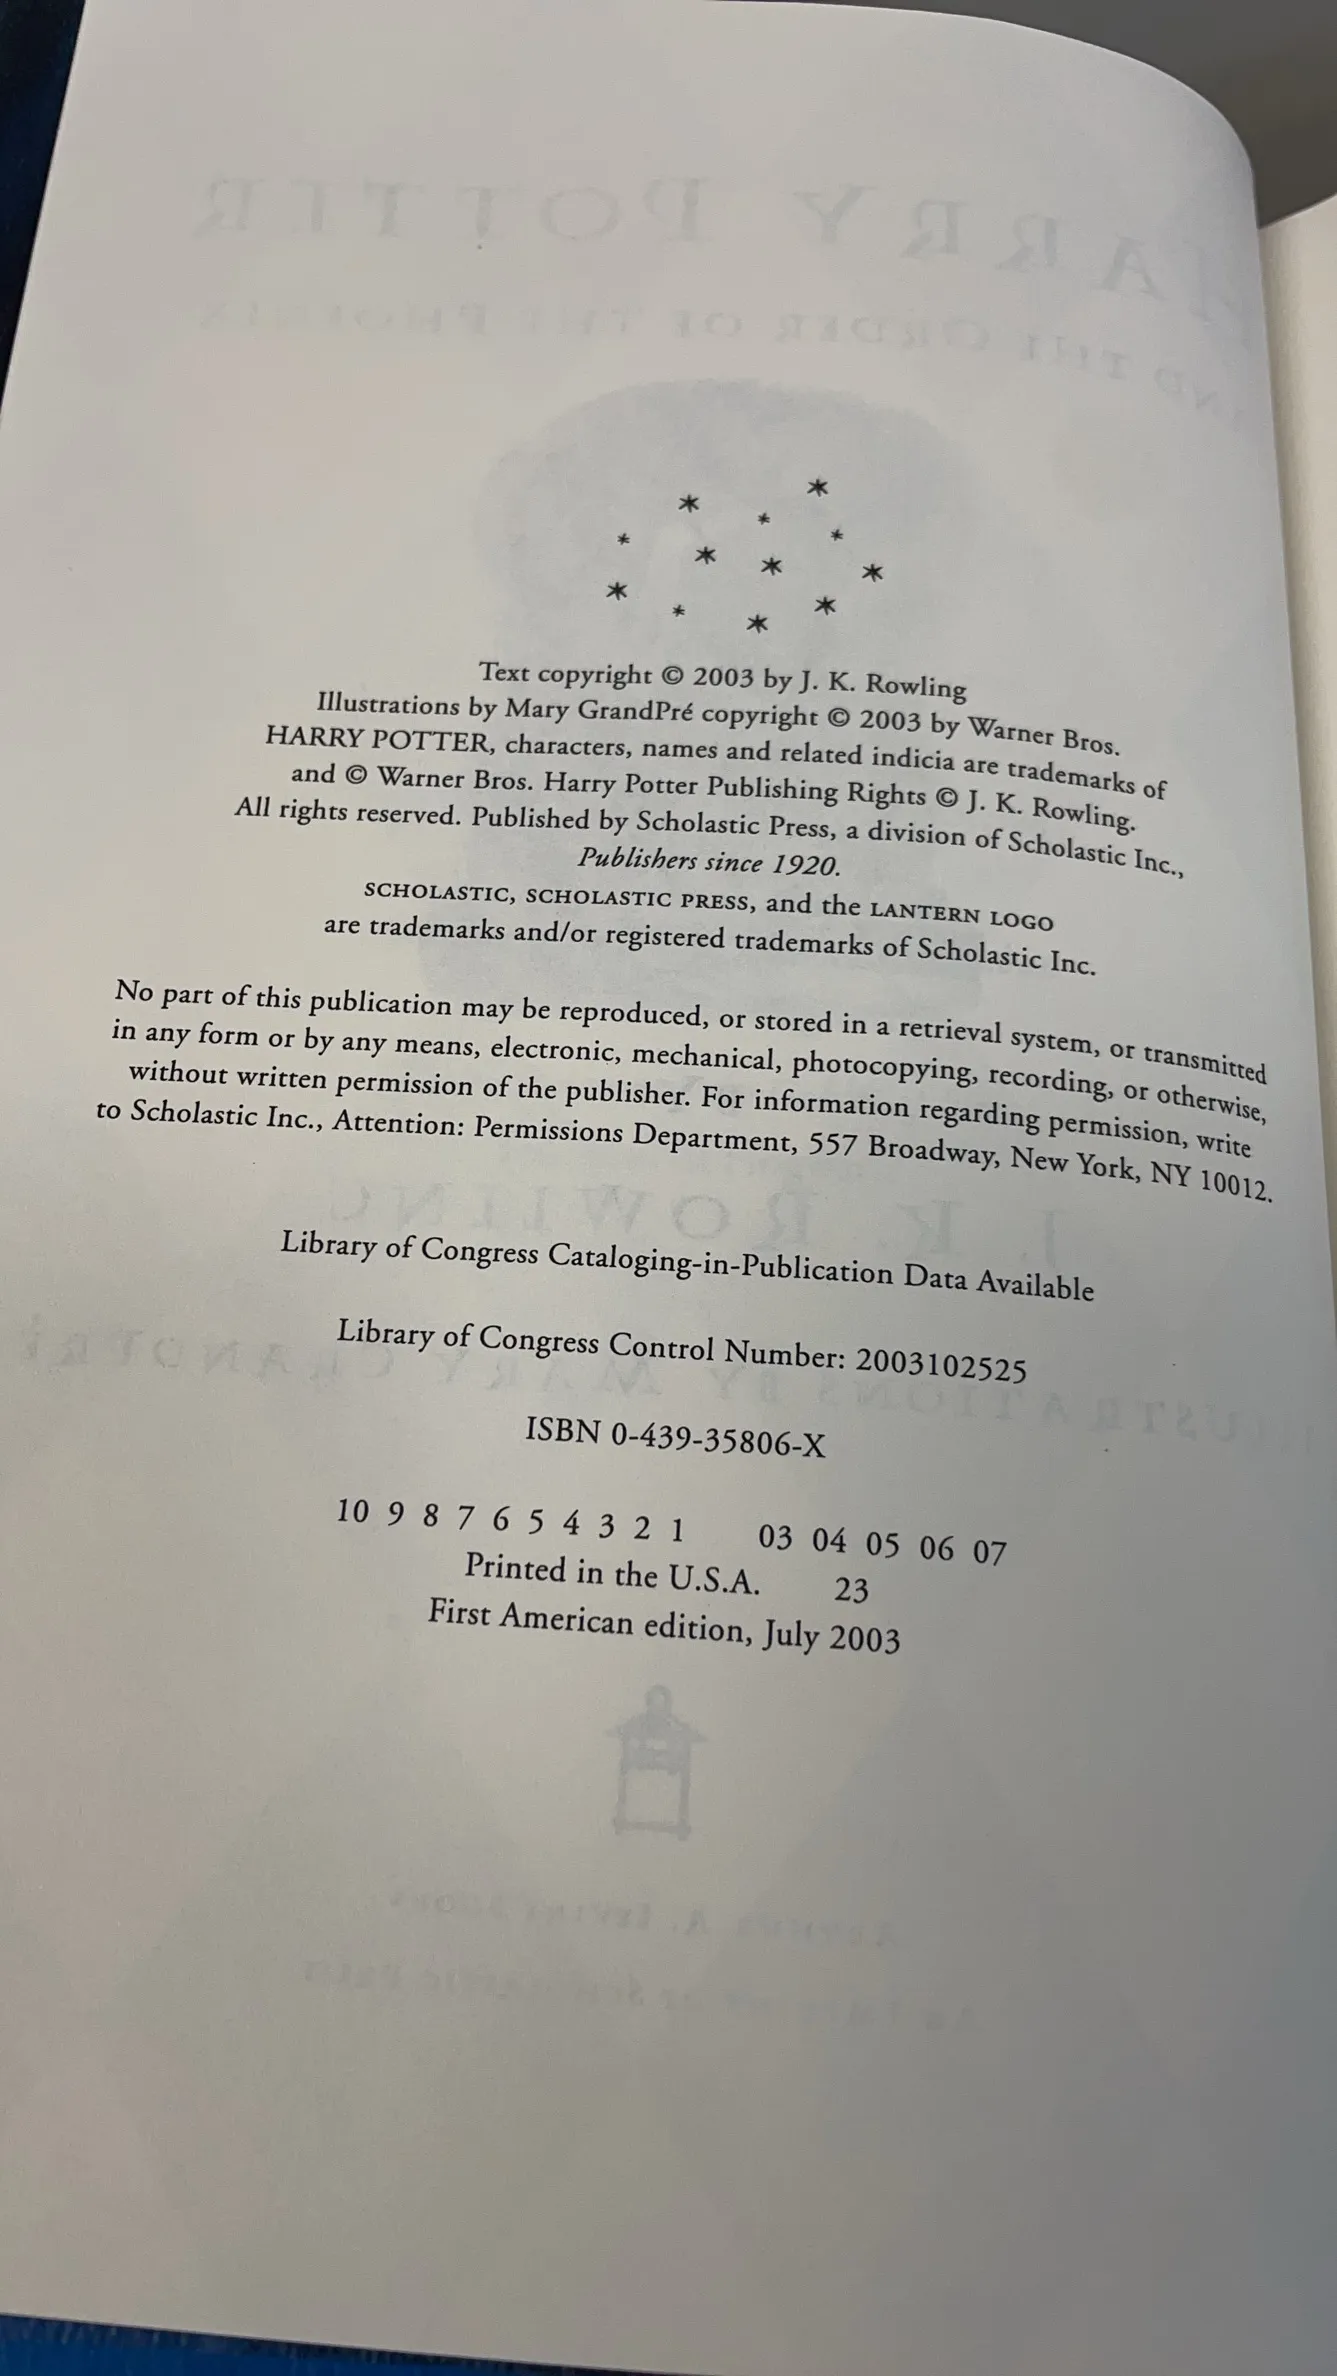 Text copyright © 2003 by J. K. Rowling
Illustrations by Mary GrandPré copyright © 2003 by Warner Bros.
HARRY POTTER, characters, names and related indicia are trademarks of
and © Warner Bros. Harry Potter Publishing Rights © J. K. Rowling.
All rights reserved. Published by Scholastic Press, a division of Scholastic Inc.,
Publishers since 1920.
SCHOLASTIC, SCHOLASTIC PRESS, and the LANTERN LOGO
are trademarks and/or registered trademarks of Scholastic Inc.
No part of this publication may be reproduced, or stored in a retrieval system, or transmitted
in any form or by any means, electronic, mechanical, photocopying, recording, or otherwise,
without written permission of the publisher. For information regarding permission, write
to Scholastic Inc., Attention: Permissions Department, 557 Broadway, New York, NY 10012.
Library of Congress Cataloging-in-Publication Data Available
Library of Congress Control Number: 2003102525
ISBN 0-439-35806-X
10 9 8 7 6 5 4 3 2 1 03 04 05 06 07
Printed in the U.S.A. 23
First American edition, July 2003